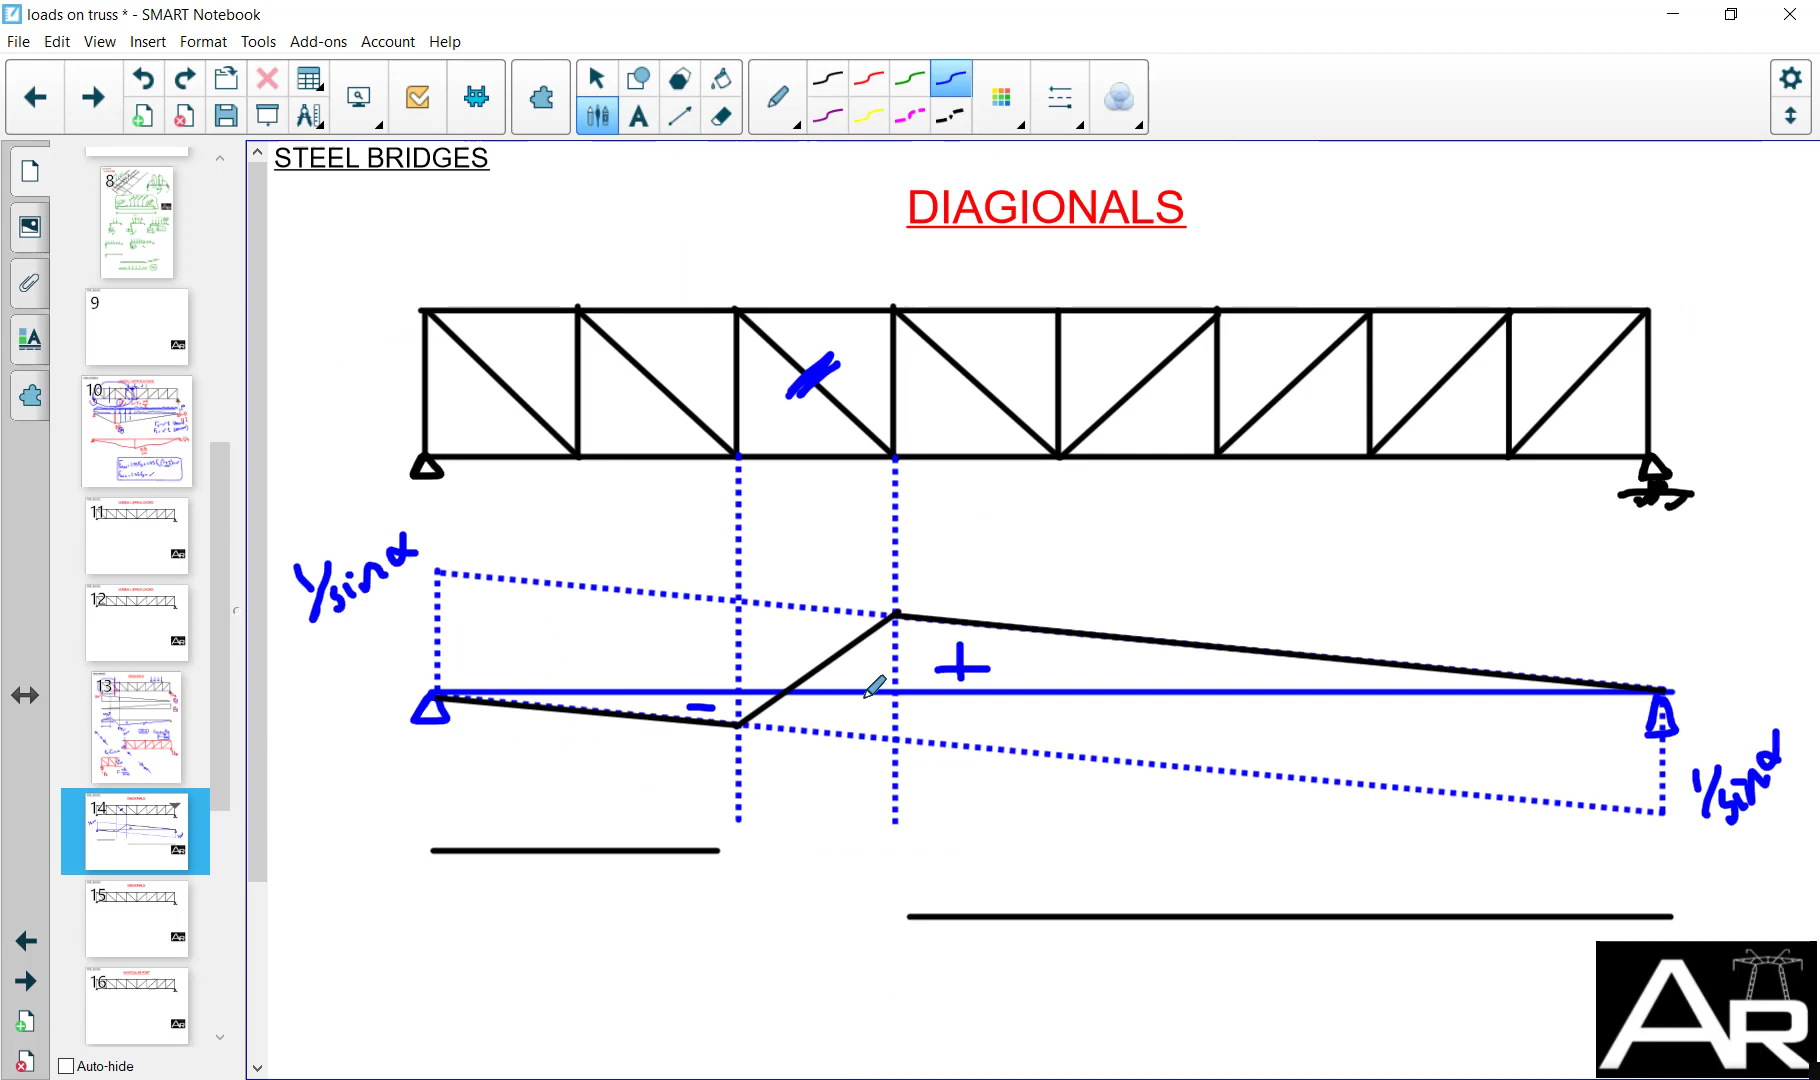 loads on truss * - SMART Notebook
File Edit View Insert Format Tools Add-ons Account Help
STEEL BRIDGES
DIAGIONALS
8
9
10
11
12
13
14
15
16
1/sinα
+
-
1/sinα
AR
Auto-hide